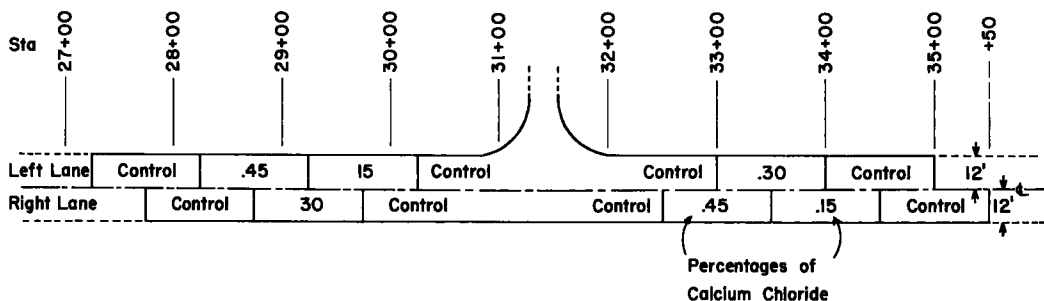 Sta 27+00 28+00 29+00 30+00 31+00 32+00 33+00 34+00 35+00 +50
Left Lane Control .45 15 Control Control .30 Control 12'
Right Lane Control 30 Control Control .45 .15 Control 12' ℄
Percentages of
Calcium Chloride